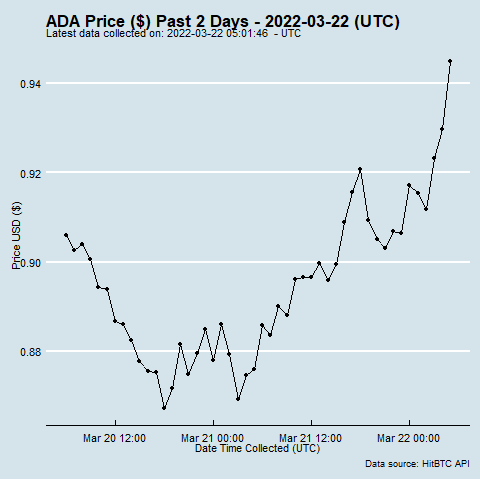 ADA Price ($) Past 2 Days - 2022-03-22 (UTC)
Latest data collected on: 2022-03-22 05:01:46 - UTC
0.94
0.92
0.90
0.88
Price USD ($)
Mar 20 12:00 Mar 21 00:00 Mar 21 12:00 Mar 22 00:00
Date Time Collected (UTC)
Data source: HitBTC API